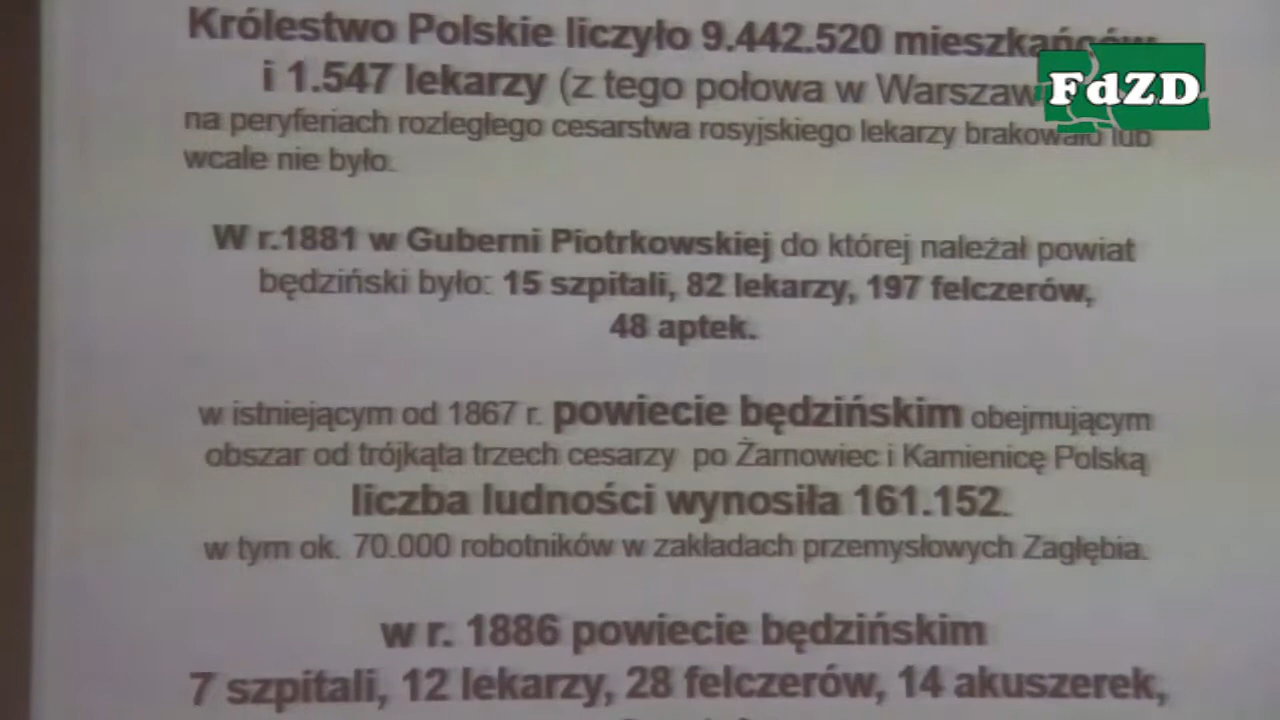 Królestwo Polskie liczyło 9.442.520 mieszkańców
i 1.547 lekarzy (z tego połowa w
FdZD
na peryferiach rozległego cesarstwa rosyjskiego lekarzy brakowało lub
wcale nie było.
W r.1881 w Guberni Piotrkowskiej do której należał powiat
będziński było: 15 szpitali, 82 lekarzy, 197 felczerów,
48 aptek.
w istniejącym od 1867 r. powiecie będzińskim obejmującym
obszar od trójkąta trzech cesarzy po Żarnowiec i Kamienicę Polską
liczba ludności wynosiła 161.152.
w tym ok. 70.000 robotników w zakładach przemysłowych Zagłębia.
w r. 1886 powiecie będzińskim
7 szpitali, 12 lekarzy, 28 felczerów, 14 akuszerek,